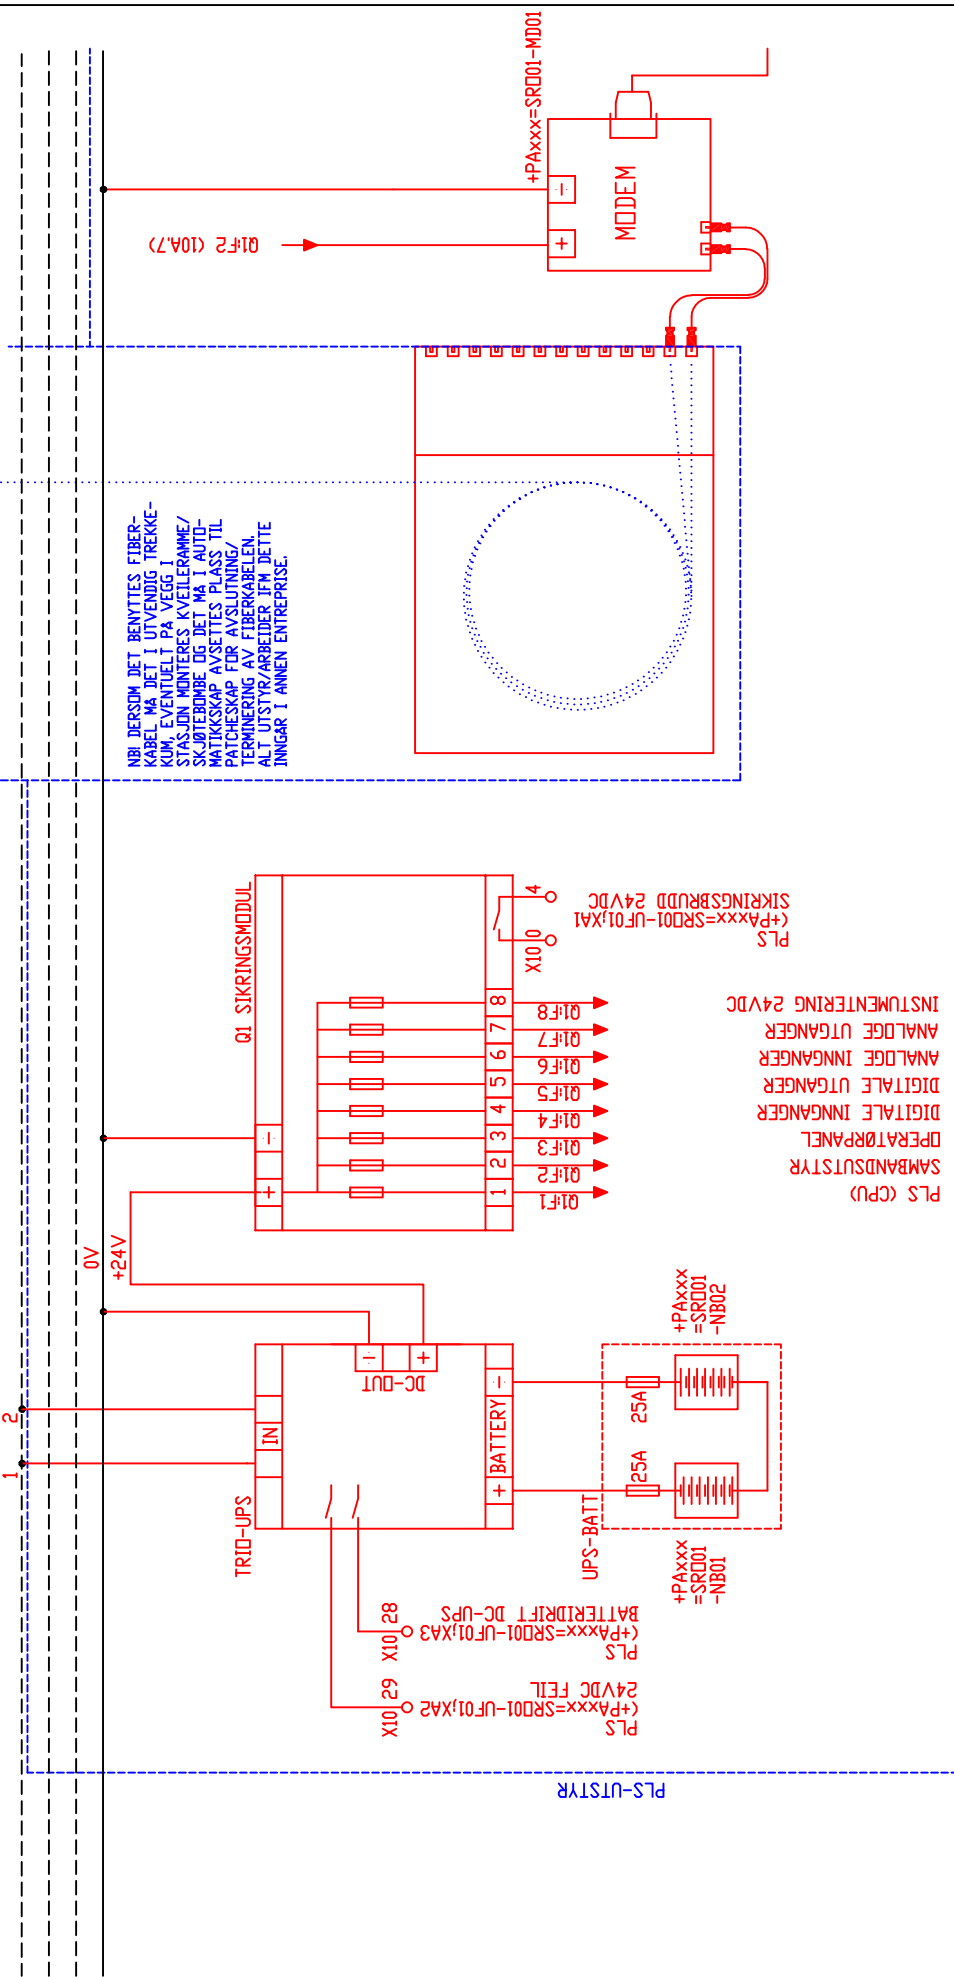 +PAxxx=SRO01-MD01
MODEM
-
+
Q1:F2 (10A.7)
NB! DERSOM DET BENYTTES FIBER-
KABEL MÅ DET I UTVENDIG TREKKE-
KUM, EVENTUELT PÅ VEGG I
STASJON MONTERES KVEILERAMME/
SKJØTEBOMBE OG DET MÅ I AUTO-
MATIKKSKAP AVSETTES PLASS TIL
PATCHESKAP FOR AVSLUTNING/
TERMINERING AV FIBERKABELEN.
ALT UTSTYR/ARBEIDER IFM DETTE
INNGÅR I ANNEN ENTREPRISE.
Q1 SIKRINGSMODUL
-
+
X10 0
4
PLS
(+PAxxx=SRO01-UF01;XA1
SIKRINGSBRUDD 24VDC
8
7
6
5
4
3
2
1
Q1:F8
Q1:F7
Q1:F6
Q1:F5
Q1:F4
Q1:F3
Q1:F2
Q1:F1
INSTUMENTERING 24VDC
ANALOGE UTGANGER
ANALOGE INNGANGER
DIGITALE UTGANGER
DIGITALE INNGANGER
OPERATØRPANEL
SAMBANDSUTSTYR
PLS (CPU)
0V
+24V
2
1
TRIO-UPS
IN
DC-OUT
-
+
+ BATTERY -
UPS-BATT
25A
25A
+PAxxx
=SRO01
-NB02
+PAxxx
=SRO01
-NB01
X10 28
PLS
(+PAxxx=SRO01-UF01;XA3
BATTERIDRIFT DC-UPS
X10 29
PLS
(+PAxxx=SRO01-UF01;XA2
24VDC FEIL
PLS-UTSTYR